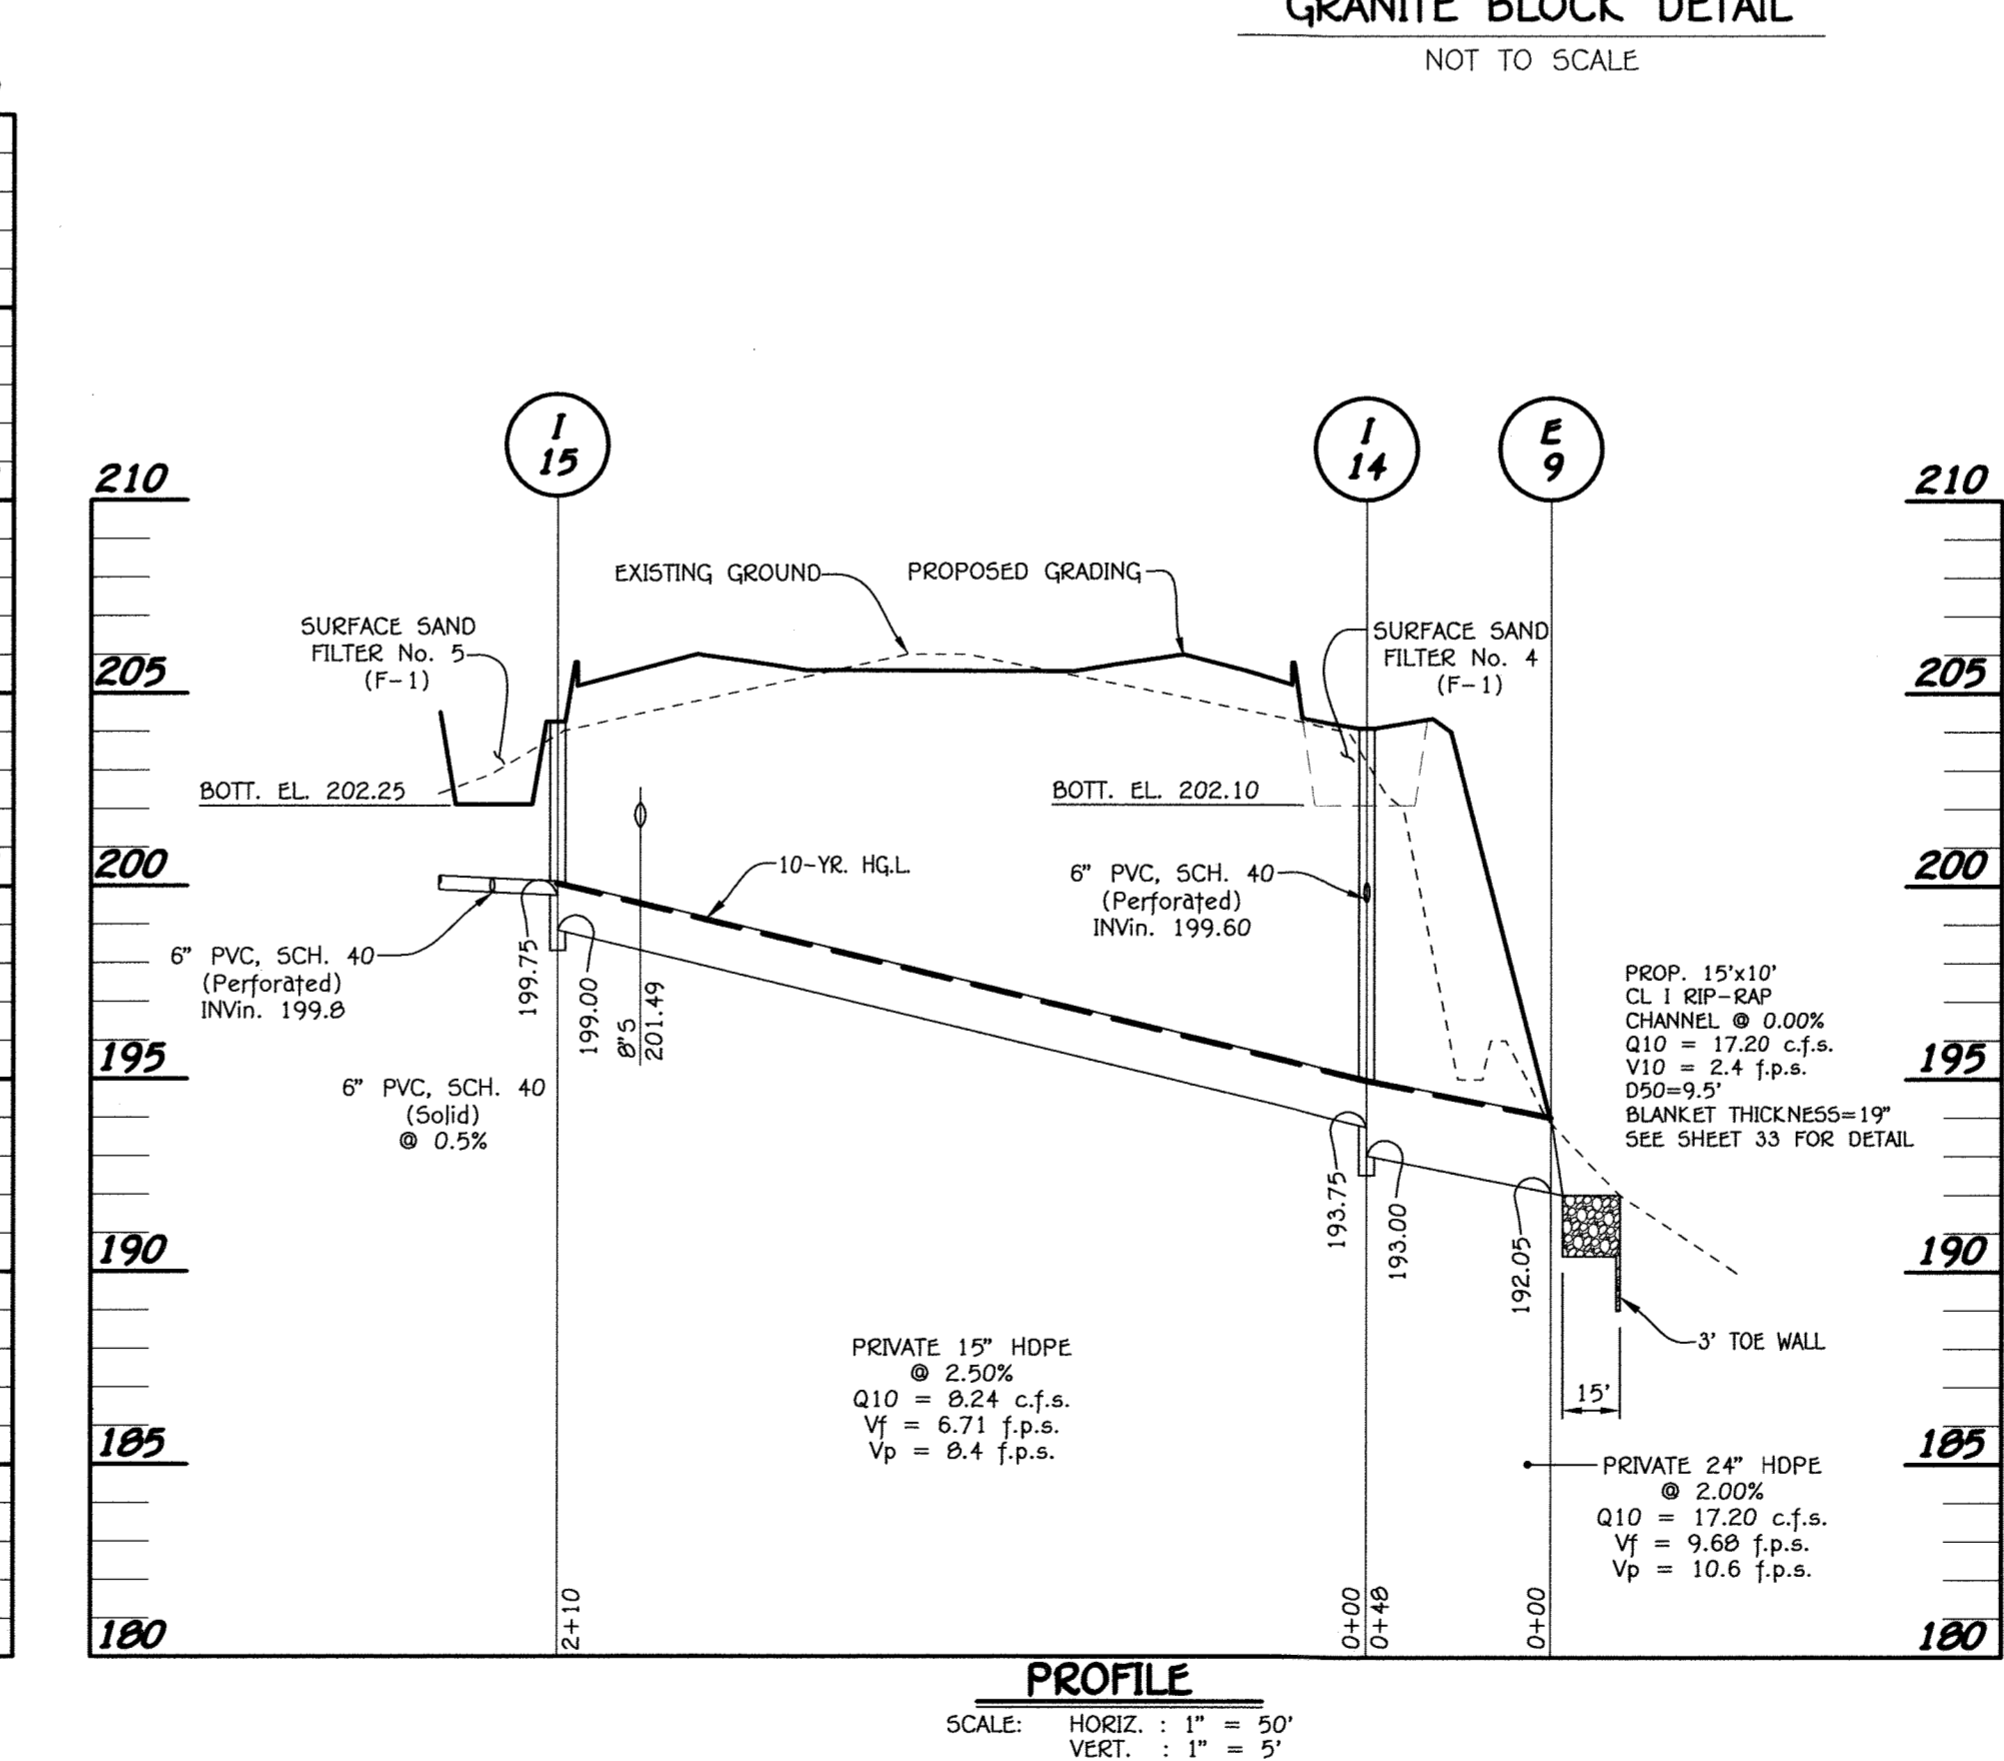 GRANITE BLOCK DETAIL
NOT TO SCALE
I
15
I
14
E
9
210
210
EXISTING GROUND
PROPOSED GRADING
SURFACE SAND
FILTER No. 5
(F-1)
SURFACE SAND
FILTER No. 4
(F-1)
205
205
BOTT. EL. 202.25
BOTT. EL. 202.10
200
200
10-YR. HG.L.
6" PVC, SCH. 40
(Perforated)
INVin. 199.60
6" PVC, SCH. 40
(Perforated)
INVin. 199.8
199.75
199.00
8"S
201.49
PROP. 15'x10'
CL I RIP-RAP
CHANNEL @ 0.00%
Q10 = 17.20 c.f.s.
V10 = 2.4 f.p.s.
D50=9.5'
BLANKET THICKNESS=19"
SEE SHEET 33 FOR DETAIL
195
195
6" PVC, SCH. 40
(Solid)
@ 0.5%
193.75
193.00
192.05
190
190
3' TOE WALL
15'
PRIVATE 15" HDPE
@ 2.50%
Q10 = 8.24 c.f.s.
Vf = 6.71 f.p.s.
Vp = 8.4 f.p.s.
185
185
PRIVATE 24" HDPE
@ 2.00%
Q10 = 17.20 c.f.s.
Vf = 9.68 f.p.s.
Vp = 10.6 f.p.s.
2+10
0+00
0+48
0+00
180
180
PROFILE
SCALE: HORIZ. : 1" = 50'
VERT. : 1" = 5'